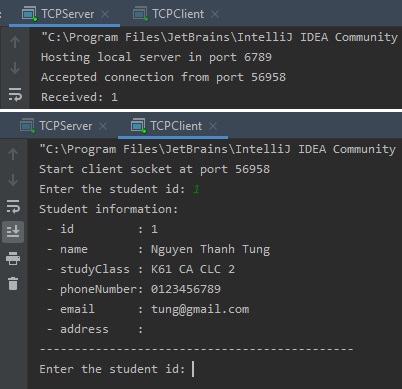 TCPServer TCPClient
"C:\Program Files\JetBrains\IntelliJ IDEA Community
Hosting local server in port 6789
Accepted connection from port 56958
Received: 1
TCPServer TCPClient
"C:\Program Files\JetBrains\IntelliJ IDEA Community
Start client socket at port 56958
Enter the student id: 1
Student information:
- id : 1
- name : Nguyen Thanh Tung
- studyClass : K61 CA CLC 2
- phoneNumber: 0123456789
- email : tung@gmail.com
- address :
---------------------------------------------
Enter the student id: